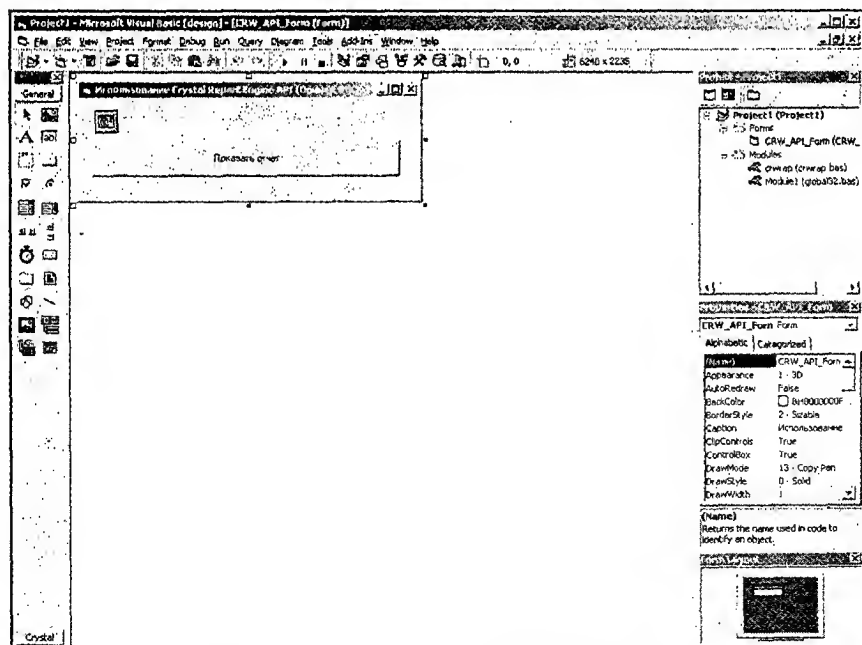 Project1 - Microsoft Visual Basic [design] - [CRW_API_Form (Form)]
File Edit View Project Format Debug Run Query Diagram Tools Add-Ins Window Help
0, 0 6240 x 2235
General
Использование Crystal Report Engine API
Показать отчет
Crystal
Project1 (Project1)
Forms
CRW_API_Form (CRW_
Modules
crwrap (crwrap.bas)
Module1 (global32.bas)
CRW_API_Form Form
Alphabetic Categorized
(Name) CRW_API_Form
Appearance 1 - 3D
AutoRedraw False
BackColor &H8000000F
BorderStyle 2 - Sizable
Caption Использование
ClipControls True
ControlBox True
DrawMode 13 - Copy Pen
DrawStyle 0 - Solid
DrawWidth 1
(Name)
Returns the name used in code to
identify an object.